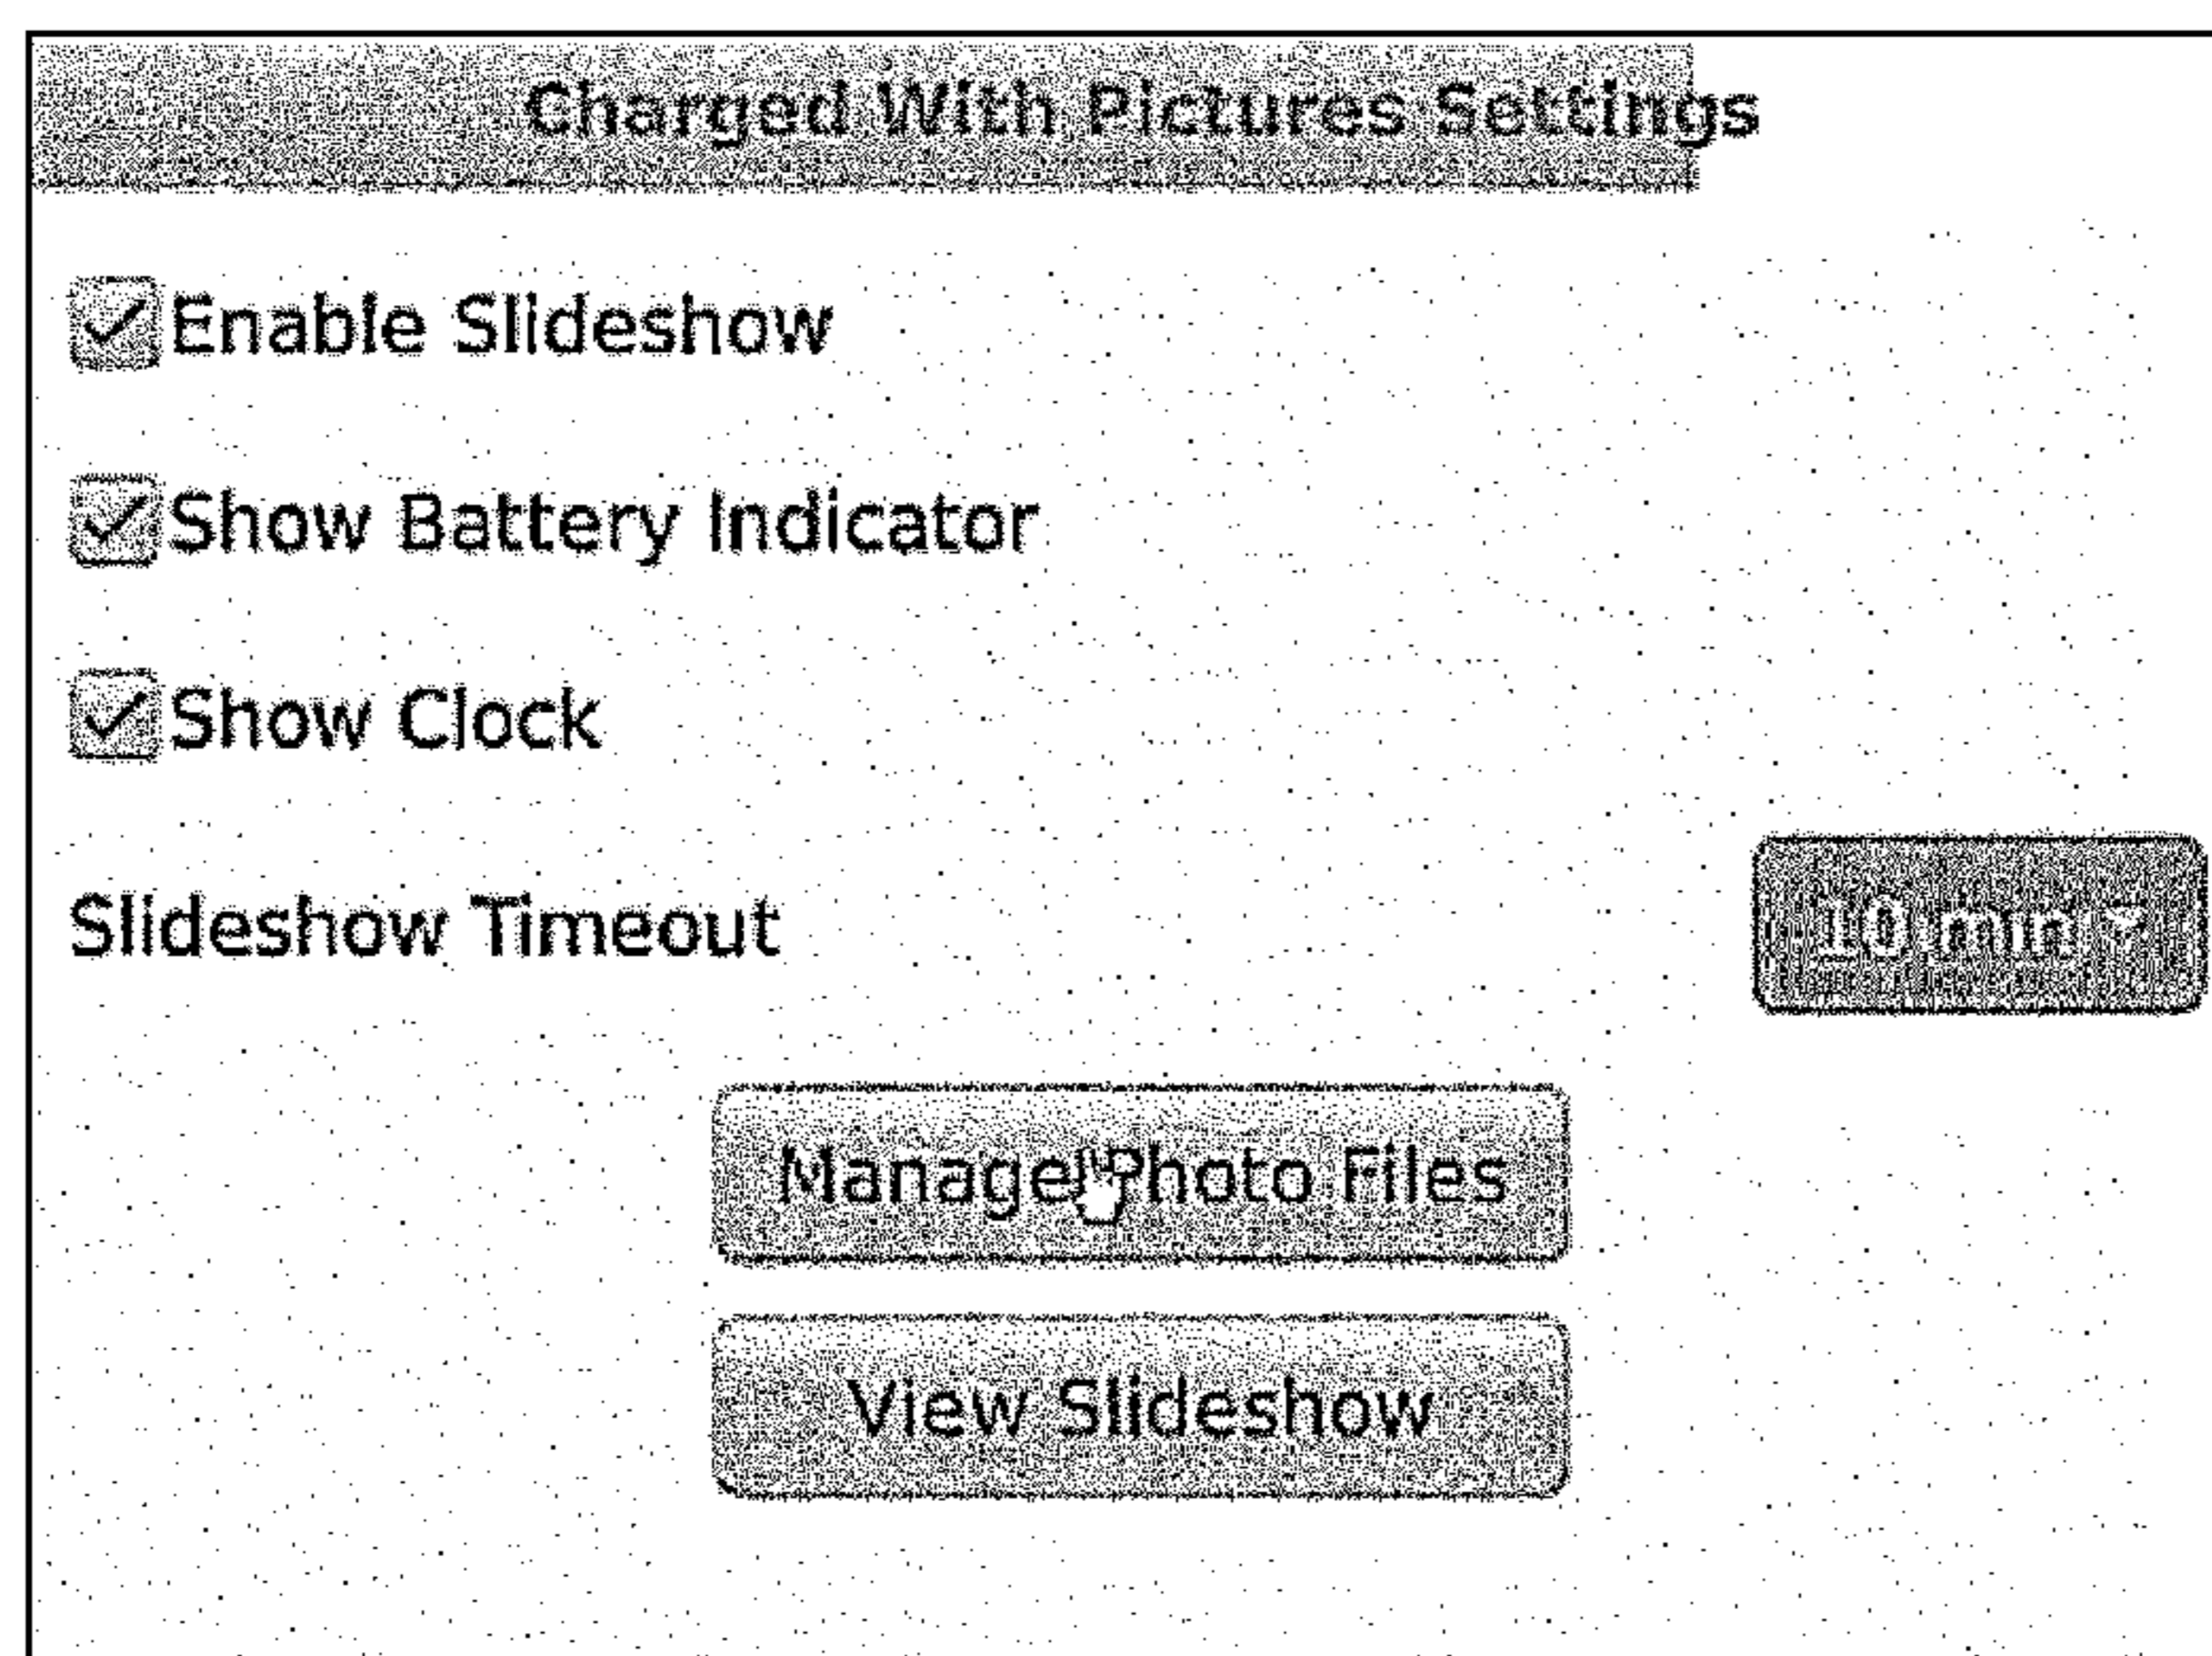 Charged With Pictures Settings
Enable Slideshow
Show Battery Indicator
Show Clock
Slideshow Timeout
10 min
Manage Photo Files
View Slideshow